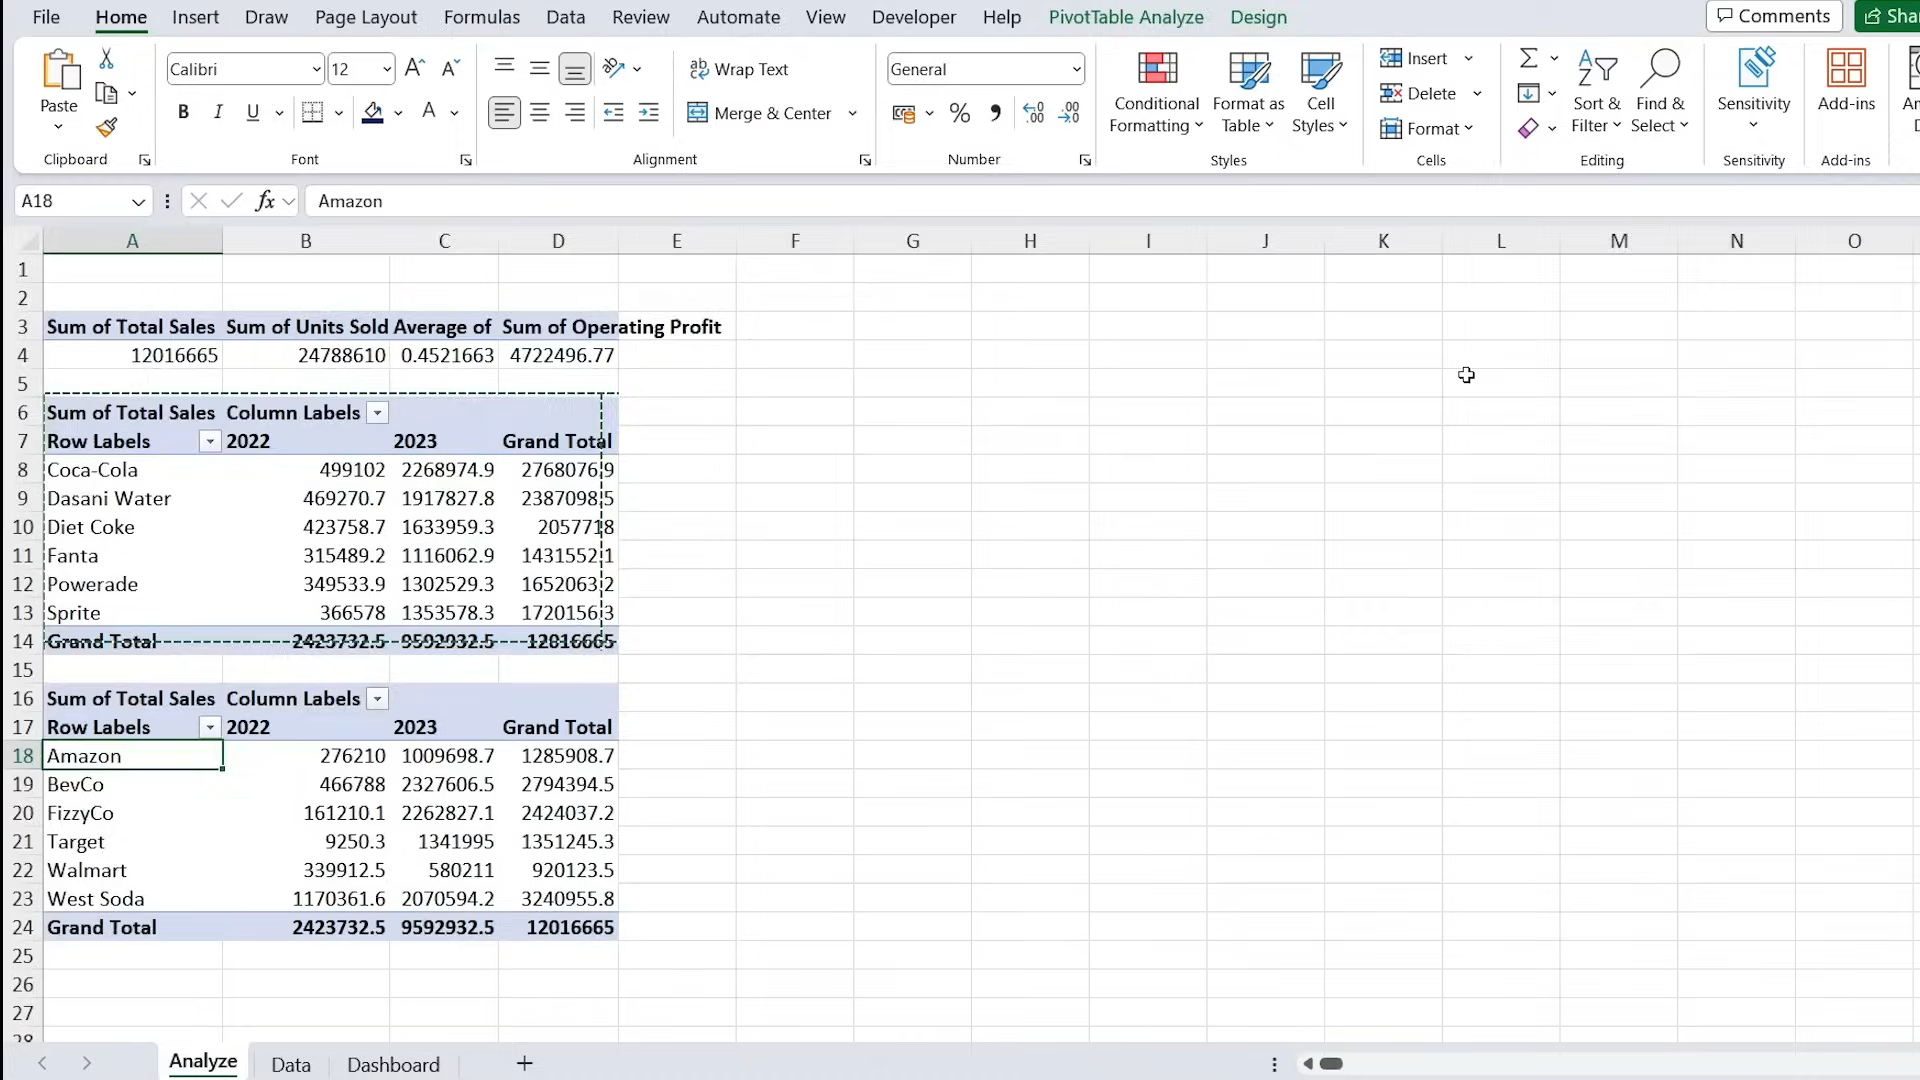 File Home Insert Draw Page Layout Formulas Data Review Automate View Developer Help PivotTable Analyze Design Comments
Calibri 12 Wrap Text General Insert
Paste Conditional Format as Cell Delete Sort & Find & Sensitivity Add-ins
B I U A Merge & Center % Formatting Table Styles Format Filter Select
Clipboard Font Alignment Number Styles Cells Editing Sensitivity Add-ins
A18 fx Amazon
A B C D E F G H I J K L M N O
1
2
3 Sum of Total Sales Sum of Units Sold Average of Sum of Operating Profit
4 12016665 24788610 0.4521663 4722496.77
5
6 Sum of Total Sales Column Labels
7 Row Labels 2022 2023 Grand Total
8 Coca-Cola 499102 2268974.9 2768076.9
9 Dasani Water 469270.7 1917827.8 2387098.5
10 Diet Coke 423758.7 1633959.3 2057718
11 Fanta 315489.2 1116062.9 1431552.1
12 Powerade 349533.9 1302529.3 1652063.2
13 Sprite 366578 1353578.3 1720156.3
14 Grand Total 2423732.5 9592932.5 12016665
15
16 Sum of Total Sales Column Labels
17 Row Labels 2022 2023 Grand Total
18 Amazon 276210 1009698.7 1285908.7
19 BevCo 466788 2327606.5 2794394.5
20 FizzyCo 161210.1 2262827.1 2424037.2
21 Target 9250.3 1341995 1351245.3
22 Walmart 339912.5 580211 920123.5
23 West Soda 1170361.6 2070594.2 3240955.8
24 Grand Total 2423732.5 9592932.5 12016665
25
26
27
Analyze Data Dashboard